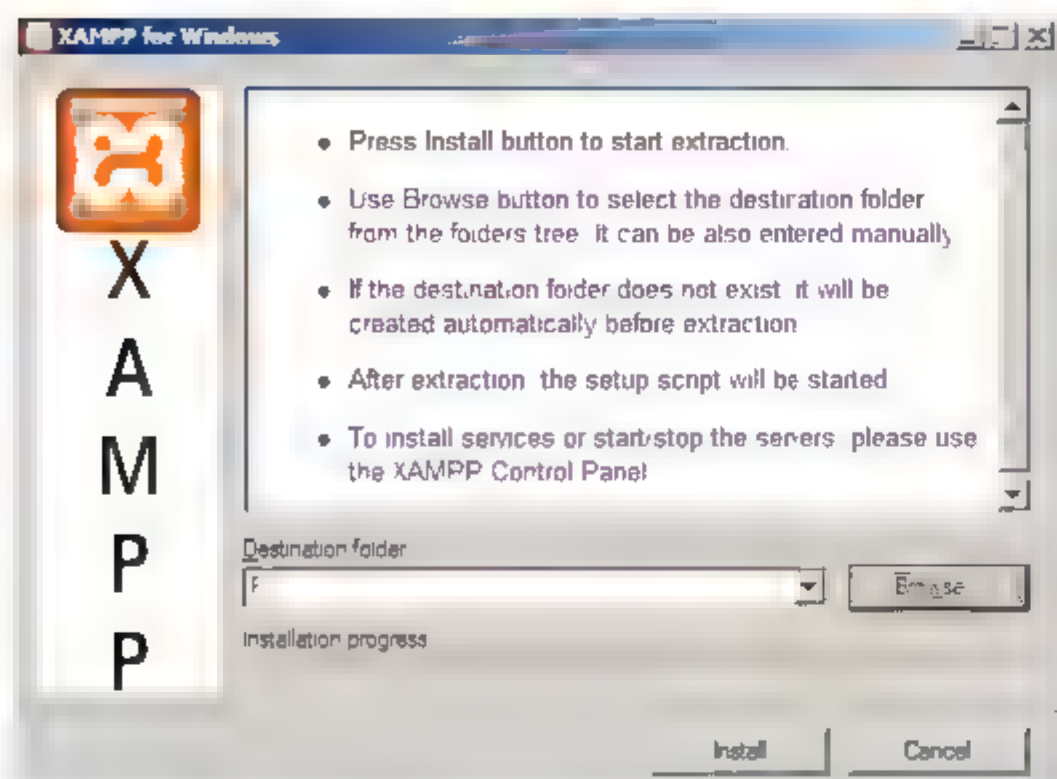 XAMPP for Windows
Press Install button to start extraction.
Use Browse button to select the destination folder
from the folders tree. It can be also entered manually
If the destination folder does not exist, it will be
created automatically before extraction
After extraction, the setup script will be started
To install services or start/stop the servers, please use
the XAMPP Control Panel
X
A
M
P
P
Destination folder
Browse
Installation progress
Install
Cancel